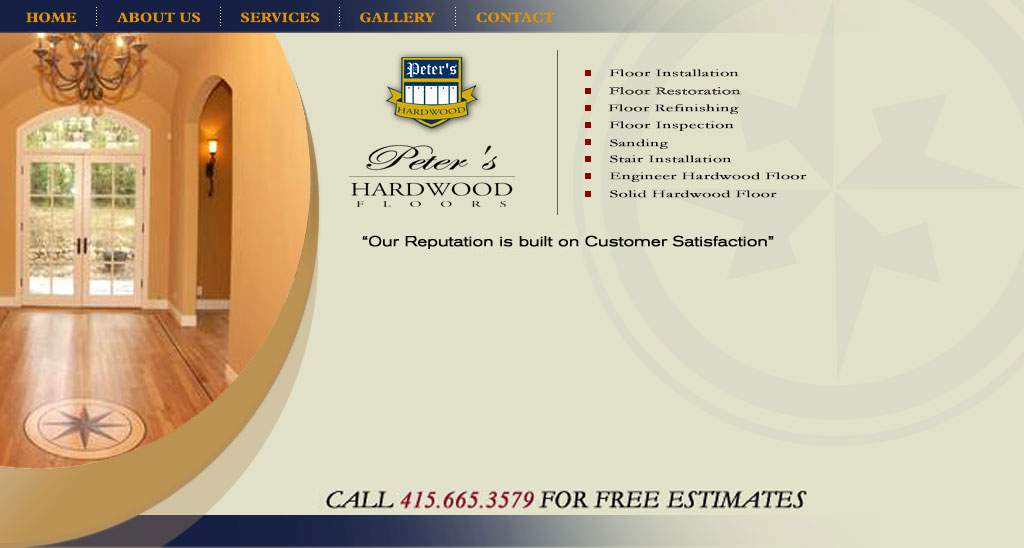 HOME ABOUT US SERVICES GALLERY CONTACT
Peter's
HARDWOOD
Peter's
HARDWOOD
FLOORS
Floor Installation
Floor Restoration
Floor Refinishing
Floor Inspection
Sanding
Stair Installation
Engineer Hardwood Floor
Solid Hardwood Floor
“Our Reputation is built on Customer Satisfaction”
CALL 415.665.3579 FOR FREE ESTIMATES